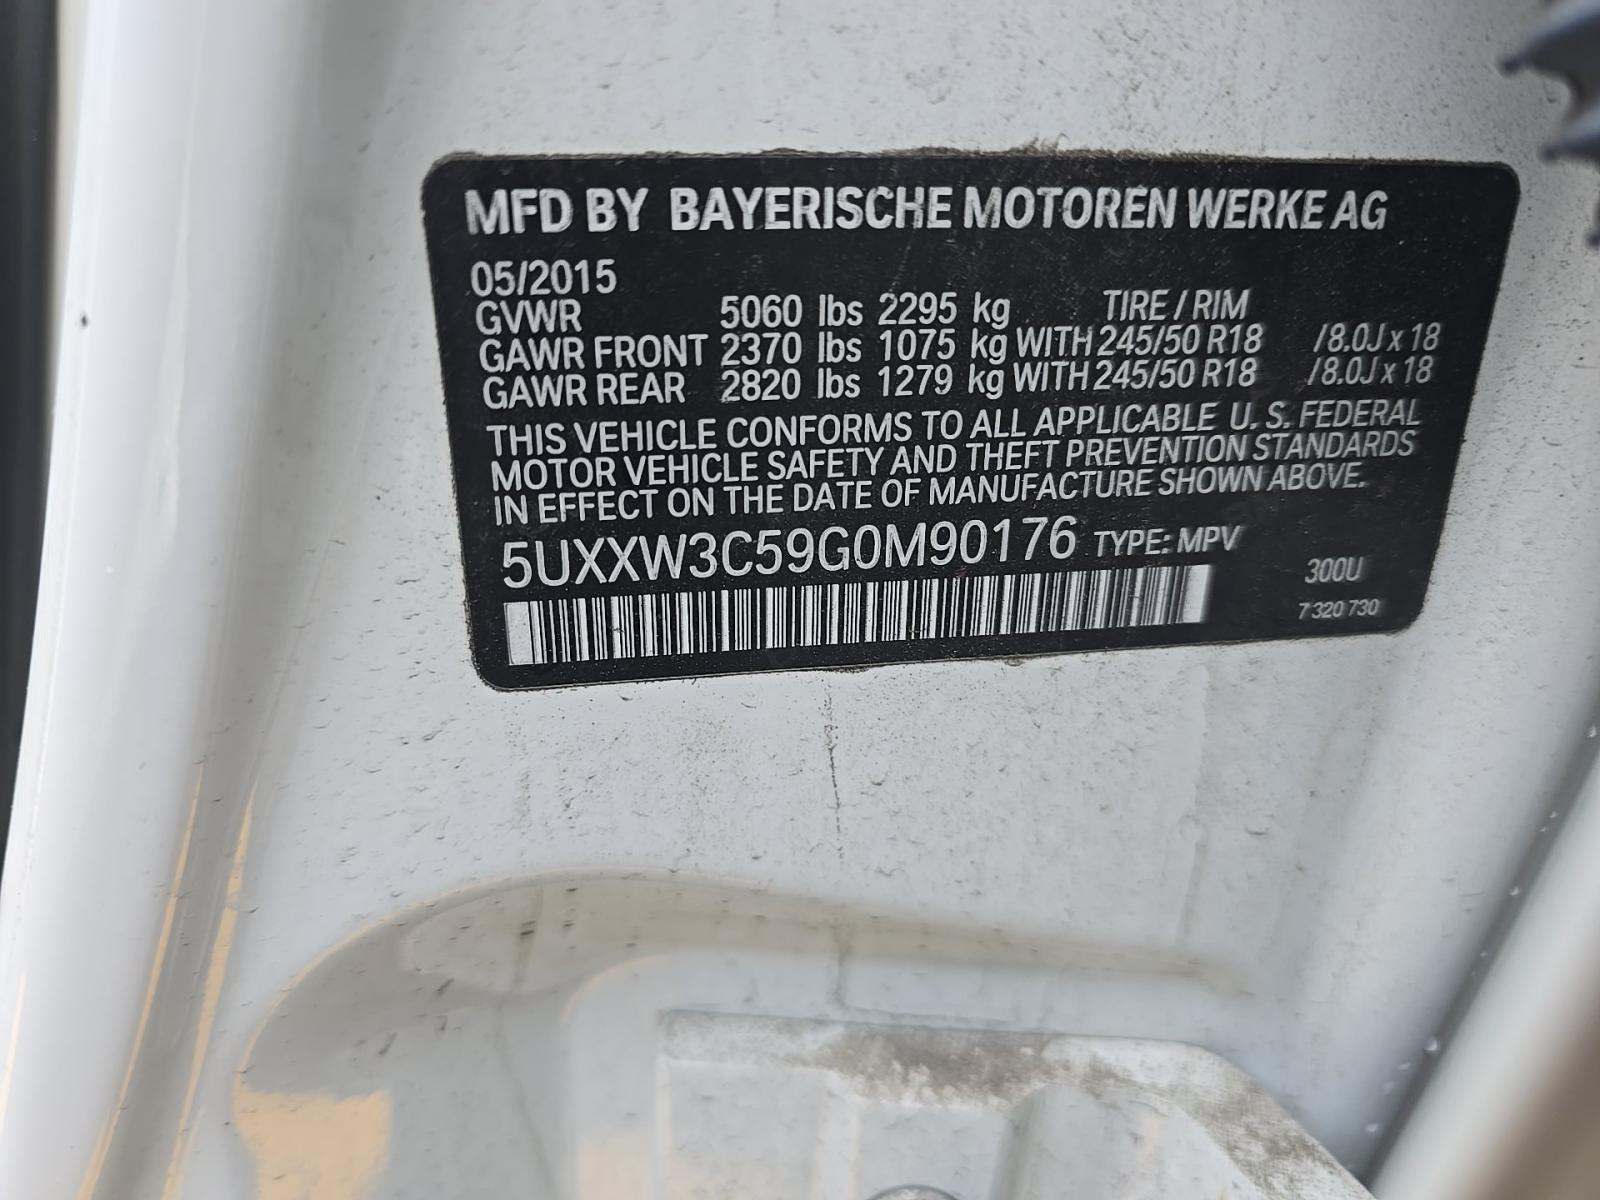 MFD BY BAYERISCHE MOTOREN WERKE AG
05/2015
GVWR 5060 lbs 2295 kg TIRE / RIM
GAWR FRONT 2370 lbs 1075 kg WITH 245/50 R18 /8.0J x 18
GAWR REAR 2820 lbs 1279 kg WITH 245/50 R18 /8.0J x 18
THIS VEHICLE CONFORMS TO ALL APPLICABLE U. S. FEDERAL
MOTOR VEHICLE SAFETY AND THEFT PREVENTION STANDARDS
IN EFFECT ON THE DATE OF MANUFACTURE SHOWN ABOVE.
5UXXW3C59G0M90176 TYPE: MPV
300U
7 320 730